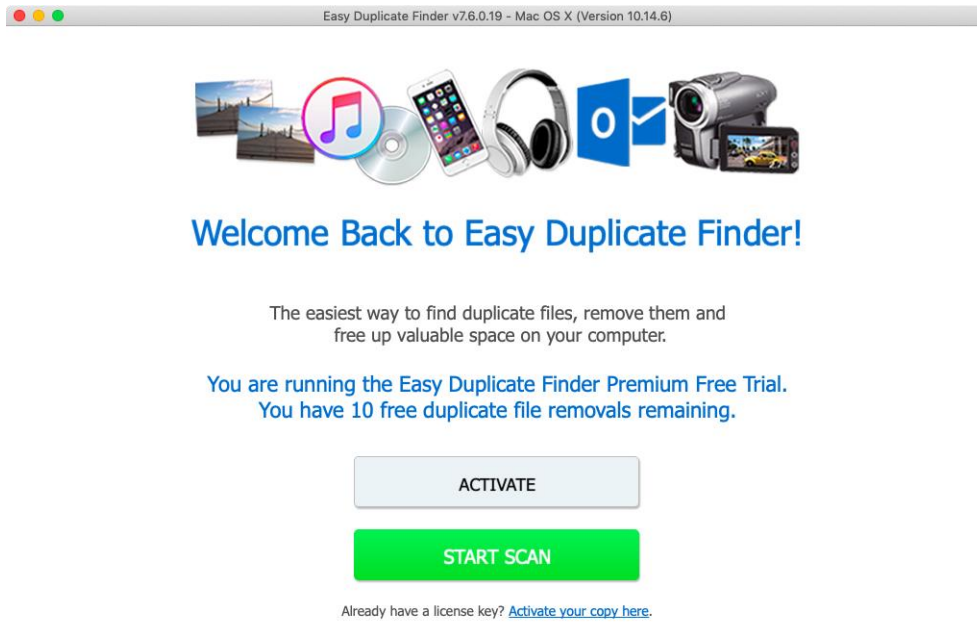 Easy Duplicate Finder v7.6.0.19 - Mac OS X (Version 10.14.6)
O
Welcome Back to Easy Duplicate Finder!
The easiest way to find duplicate files, remove them and
free up valuable space on your computer.
You are running the Easy Duplicate Finder Premium Free Trial.
You have 10 free duplicate file removals remaining.
ACTIVATE
START SCAN
Already have a license key? Activate your copy here.